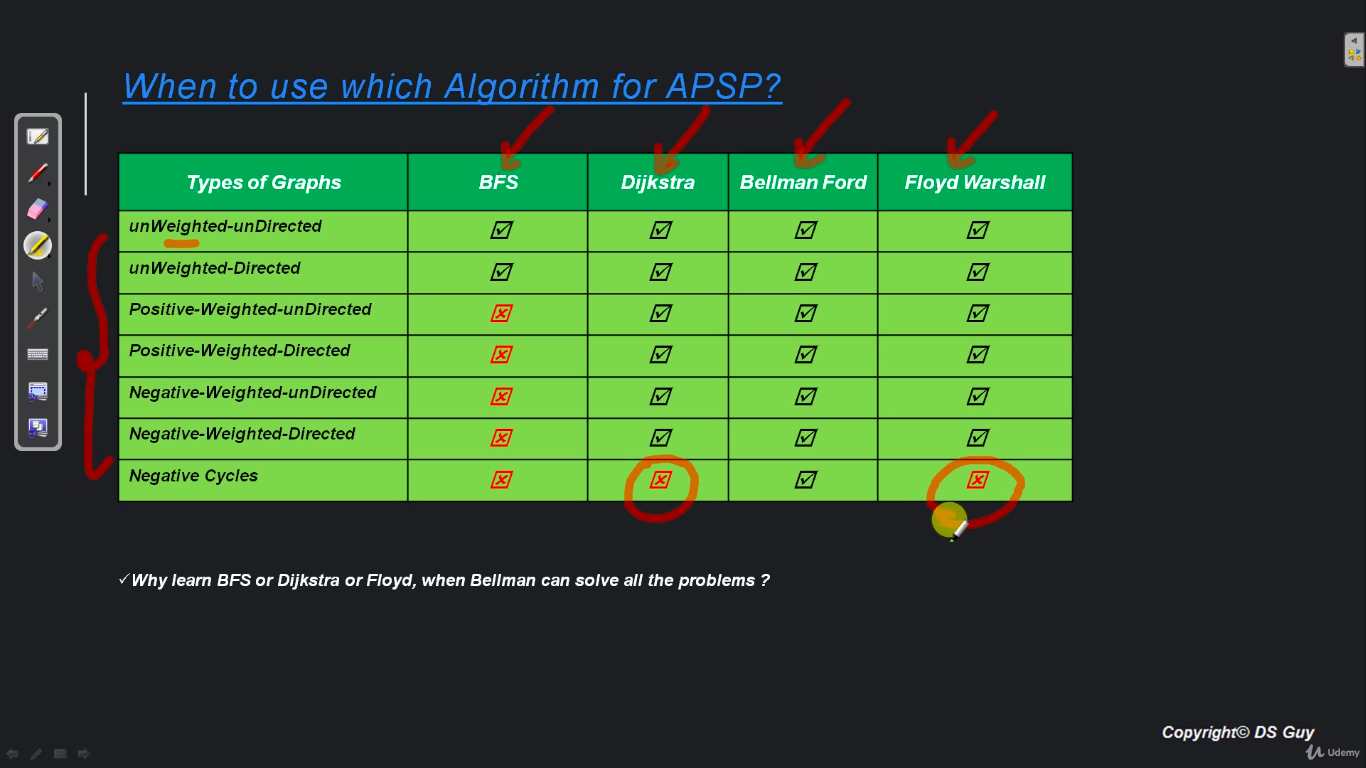 When to use which Algorithm for APSP?
Types of Graphs BFS Dijkstra Bellman Ford Floyd Warshall
unWeighted-unDirected ☑ ☑ ☑ ☑
unWeighted-Directed ☑ ☑ ☑ ☑
Positive-Weighted-unDirected ☒ ☑ ☑ ☑
Positive-Weighted-Directed ☒ ☑ ☑ ☑
Negative-Weighted-unDirected ☒ ☑ ☑ ☑
Negative-Weighted-Directed ☒ ☑ ☑ ☑
Negative Cycles ☒ ☒ ☑ ☒
✓Why learn BFS or Dijkstra or Floyd, when Bellman can solve all the problems ?
Copyright© DS Guy
Udemy